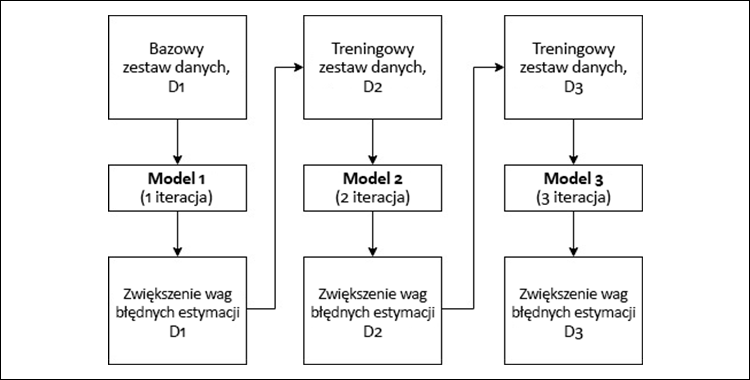 Bazowy
zestaw danych,
D1
Model 1
(1 iteracja)
Zwiększenie wag
błędnych estymacji
D1
Treningowy
zestaw danych,
D2
Model 2
(2 iteracja)
Zwiększenie wag
błędnych estymacji
D2
Treningowy
zestaw danych,
D3
Model 3
(3 iteracja)
Zwiększenie wag
błędnych estymacji
D3